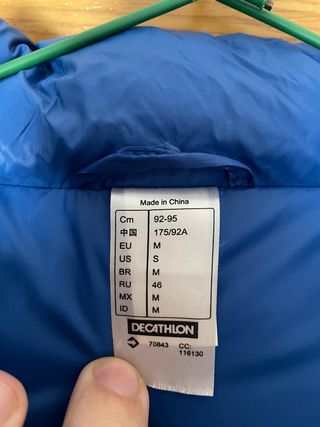 Made in China
Cm 92-95
中国 175/92A
EU M
US S
BR M
RU 46
MX M
ID M
DECATHLON
70843 CC:
116130